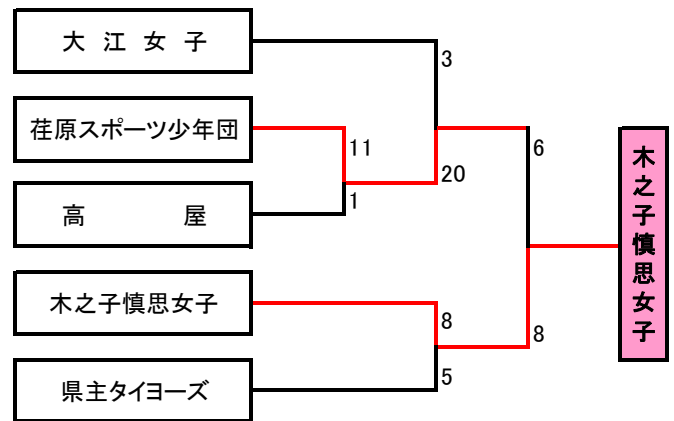 大 江 女 子
3
荏原スポーツ少年団
11
6
20
高 屋
1
木之子慎思女子
木之子慎思女子
8
8
県主タイヨーズ
5